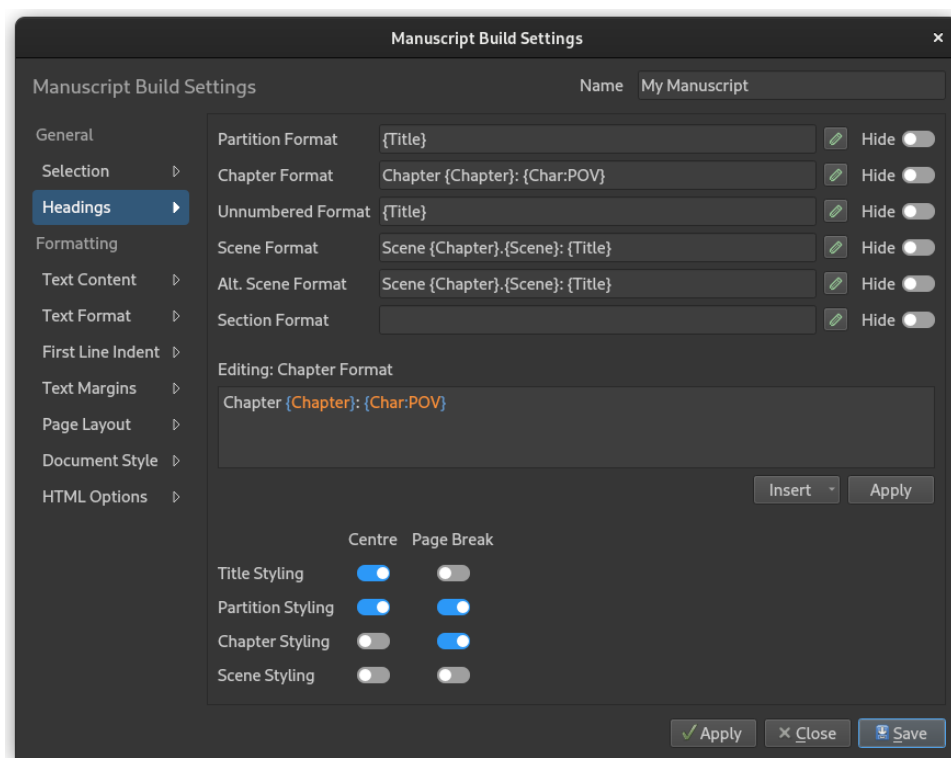 Manuscript Build Settings
Manuscript Build Settings
Name My Manuscript
General
Selection
Headings
Formatting
Text Content
Text Format
First Line Indent
Text Margins
Page Layout
Document Style
HTML Options
Partition Format {Title} Hide
Chapter Format Chapter {Chapter}: {Char:POV} Hide
Unnumbered Format {Title} Hide
Scene Format Scene {Chapter}.{Scene}: {Title} Hide
Alt. Scene Format Scene {Chapter}.{Scene}: {Title} Hide
Section Format Hide
Editing: Chapter Format
Chapter {Chapter}: {Char:POV}
Insert Apply
Centre Page Break
Title Styling
Partition Styling
Chapter Styling
Scene Styling
Apply Close Save